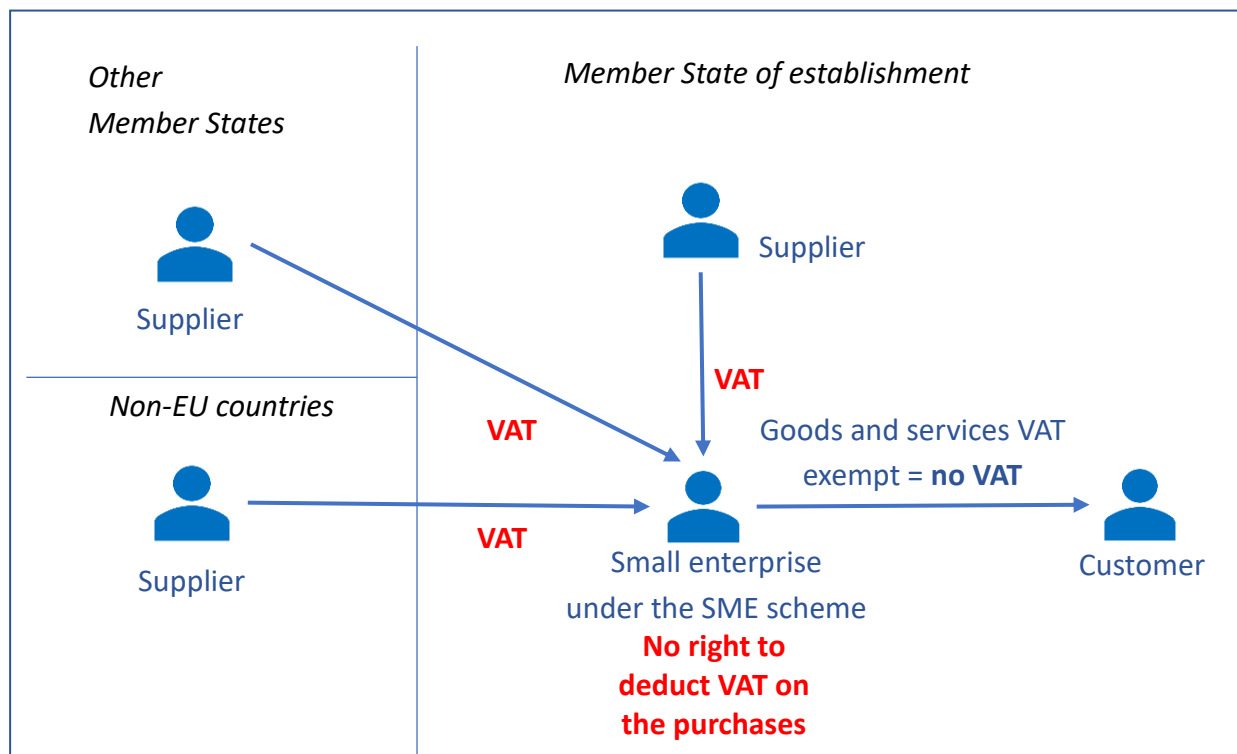 Other
Member States
Supplier
Non-EU countries
Supplier
Member State of establishment
Supplier
VAT
VAT
VAT
Goods and services VAT
exempt = no VAT
Small enterprise
under the SME scheme
No right to
deduct VAT on
the purchases
Customer